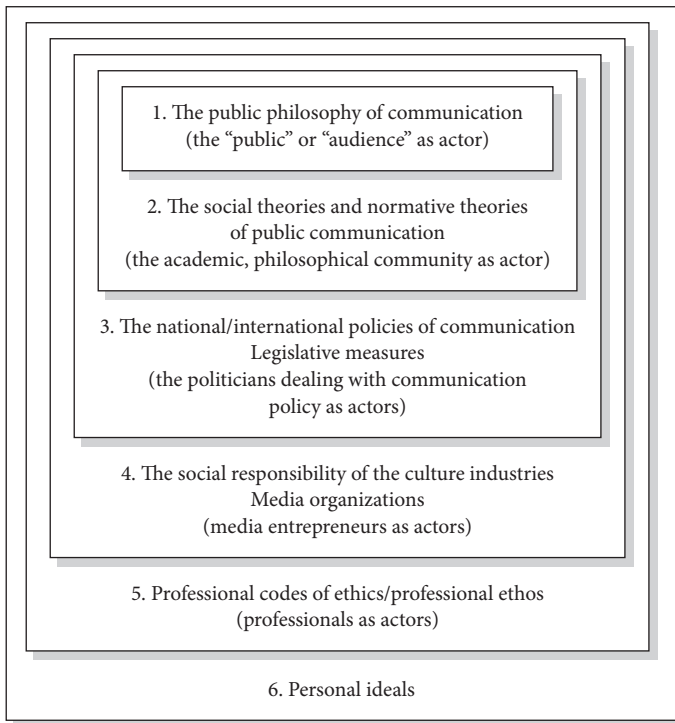 1. The public philosophy of communication
(the “public” or “audience” as actor)
2. The social theories and normative theories
of public communication
(the academic, philosophical community as actor)
3. The national/international policies of communication
Legislative measures
(the politicians dealing with communication
policy as actors)
4. The social responsibility of the culture industries
Media organizations
(media entrepreneurs as actors)
5. Professional codes of ethics/professional ethos
(professionals as actors)
6. Personal ideals